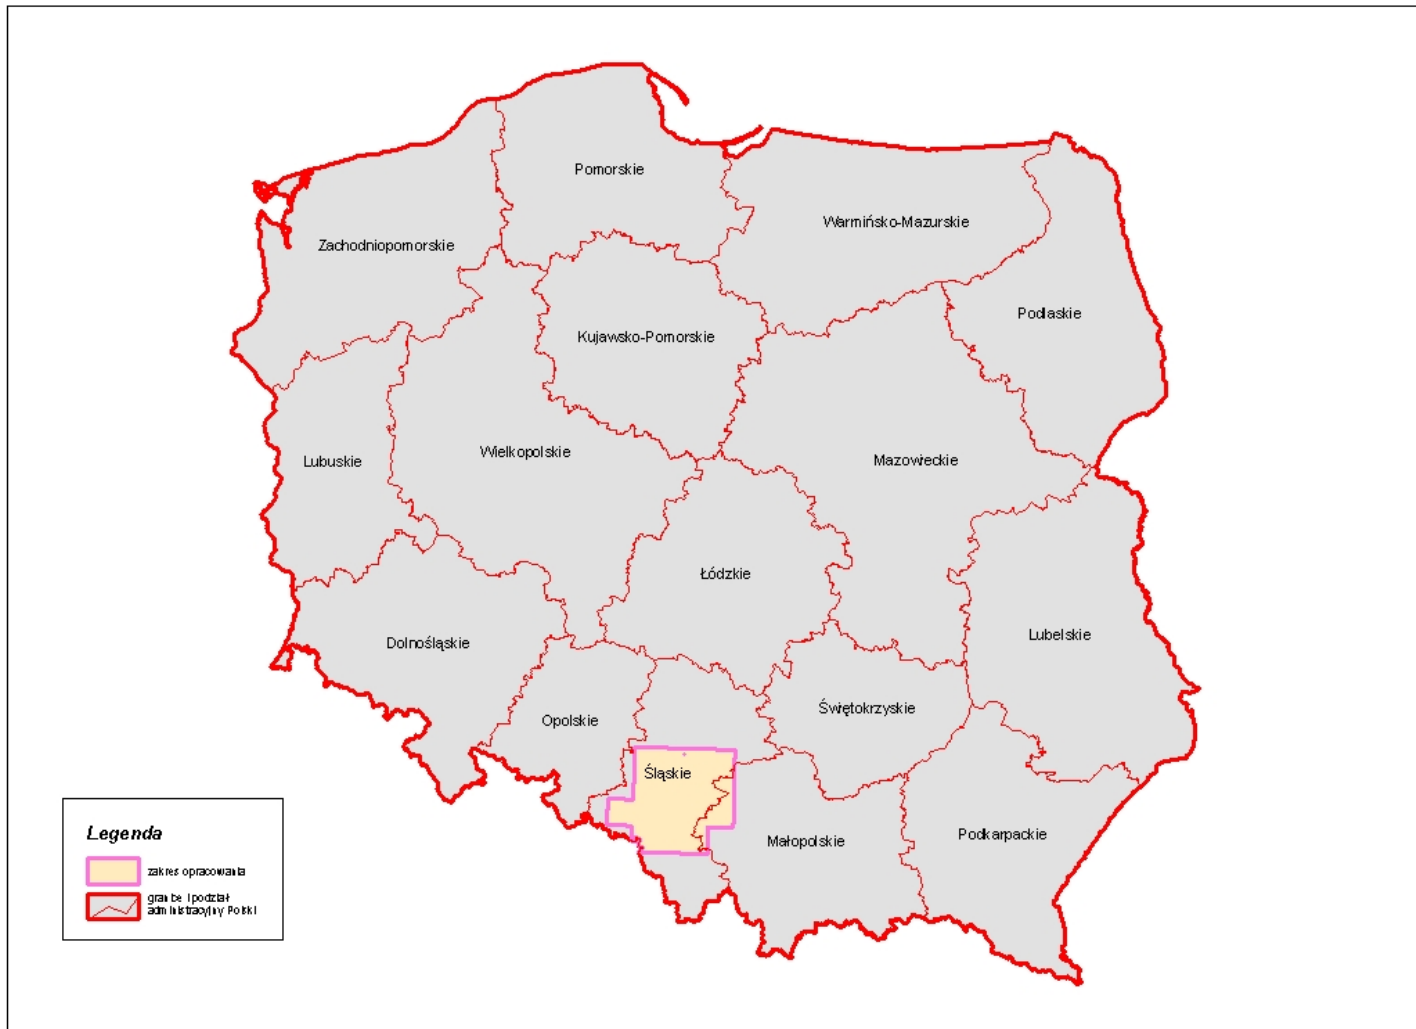 Pomorskie
Warmińsko-Mazurskie
Zachodniopomorskie
Podlaskie
Kujawsko-Pomorskie
Wielkopolskie
Lubuskie
Mazowieckie
Łódzkie
Lubelskie
Dolnośląskie
Świętokrzyskie
Opolskie
Śląskie
Małopolskie
Podkarpackie
Legenda
zakres opracowania
granice i podział
administracyjny Polski